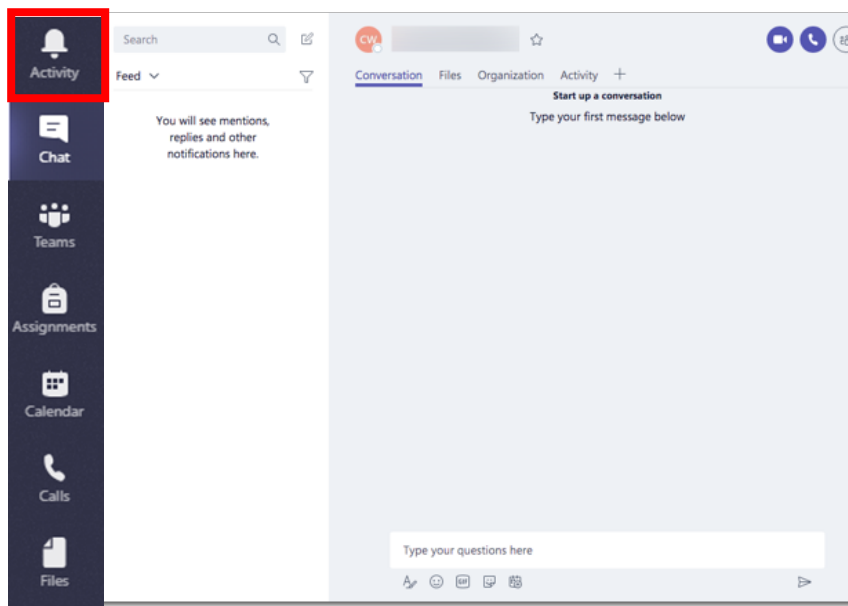 Activity
Chat
Teams
Assignments
Calendar
Calls
Files
Search
Feed
You will see mentions,
replies and other
notifications here.
CW
Conversation Files Organization Activity
Start up a conversation
Type your first message below
Type your questions here
GIF